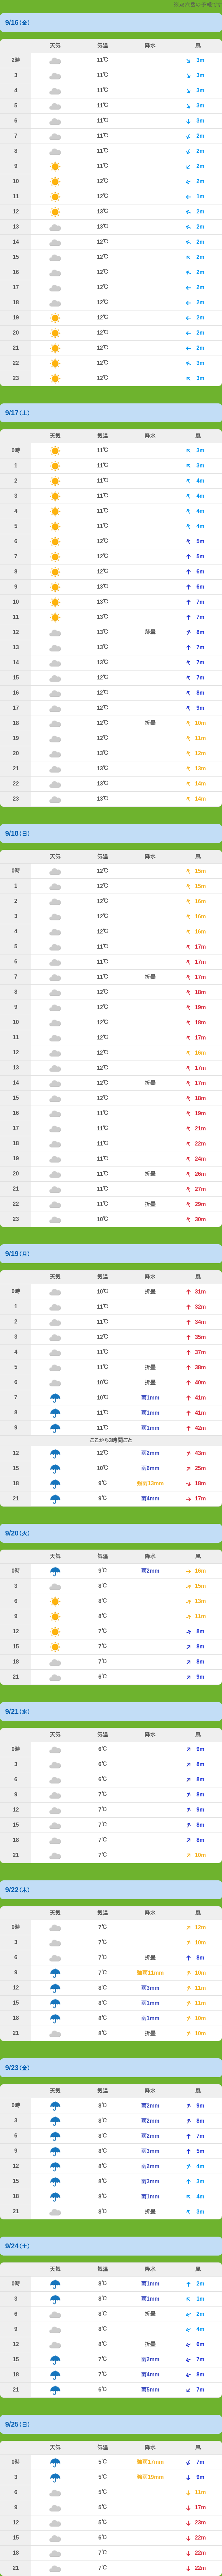 9/16(金)
天気 気温 降水 風
2時 11℃ 3m
3 11℃ 3m
4 11℃ 3m
5 11℃ 3m
6 11℃ 3m
7 11℃ 2m
8 11℃ 2m
9 11℃ 2m
10 12℃ 2m
11 12℃ 1m
12 13℃ 2m
13 13℃ 2m
14 12℃ 2m
15 12℃ 2m
16 12℃ 2m
17 12℃ 2m
18 12℃ 2m
19 12℃ 2m
20 12℃ 2m
21 12℃ 2m
22 12℃ 3m
23 12℃ 3m
9/17(土)
天気 気温 降水 風
0時 11℃ 3m
1 11℃ 3m
2 11℃ 4m
3 11℃ 4m
4 11℃ 4m
5 11℃ 4m
6 12℃ 5m
7 12℃ 5m
8 12℃ 6m
9 13℃ 6m
10 13℃ 7m
11 13℃ 7m
12 13℃ 薄曇 8m
13 13℃ 7m
14 13℃ 7m
15 12℃ 7m
16 12℃ 8m
17 12℃ 9m
18 12℃ 折曇 10m
19 12℃ 11m
20 13℃ 12m
21 13℃ 13m
22 13℃ 14m
23 13℃ 14m
9/18(日)
天気 気温 降水 風
0時 12℃ 15m
1 12℃ 15m
2 12℃ 16m
3 12℃ 16m
4 12℃ 16m
5 11℃ 17m
6 11℃ 17m
7 11℃ 折曇 17m
8 12℃ 18m
9 12℃ 19m
10 12℃ 18m
11 12℃ 17m
12 11℃ 16m
13 12℃ 17m
14 12℃ 折曇 17m
15 12℃ 18m
16 11℃ 19m
17 11℃ 21m
18 11℃ 22m
19 11℃ 24m
20 11℃ 折曇 26m
21 11℃ 27m
22 11℃ 折曇 29m
23 10℃ 30m
9/19(月)
天気 気温 降水 風
0時 10℃ 折曇 31m
1 11℃ 32m
2 11℃ 34m
3 12℃ 35m
4 11℃ 37m
5 11℃ 折曇 38m
6 10℃ 折曇 40m
7 10℃ 雨1mm 41m
8 11℃ 雨1mm 41m
9 11℃ 雨1mm 42m
ここから3時間ごと
12 12℃ 雨2mm 43m
15 10℃ 雨6mm 25m
18 9℃ 強雨13mm 18m
21 9℃ 雨4mm 17m
9/20(火)
天気 気温 降水 風
0時 9℃ 雨2mm 16m
3 8℃ 15m
6 8℃ 13m
9 8℃ 11m
12 7℃ 8m
15 7℃ 8m
18 7℃ 8m
21 6℃ 9m
9/21(水)
天気 気温 降水 風
0時 6℃ 9m
3 6℃ 8m
6 6℃ 8m
9 7℃ 8m
12 7℃ 9m
15 7℃ 8m
18 7℃ 8m
21 7℃ 10m
9/22(木)
天気 気温 降水 風
0時 7℃ 12m
3 7℃ 10m
6 7℃ 折曇 8m
9 7℃ 強雨11mm 10m
12 8℃ 雨3mm 11m
15 8℃ 雨1mm 11m
18 8℃ 雨1mm 10m
21 8℃ 折曇 10m
9/23(金)
天気 気温 降水 風
0時 8℃ 雨2mm 9m
3 8℃ 雨2mm 8m
6 8℃ 雨2mm 7m
9 8℃ 雨3mm 5m
12 8℃ 雨2mm 4m
15 8℃ 雨3mm 3m
18 8℃ 雨1mm 4m
21 8℃ 折曇 3m
9/24(土)
天気 気温 降水 風
0時 8℃ 雨1mm 2m
3 8℃ 雨1mm 1m
6 8℃ 折曇 2m
9 8℃ 4m
12 8℃ 折曇 6m
15 7℃ 雨2mm 7m
18 7℃ 雨4mm 8m
21 6℃ 雨5mm 7m
9/25(日)
天気 気温 降水 風
0時 5℃ 強雨17mm 7m
3 5℃ 強雨19mm 9m
6 5℃ 11m
9 5℃ 17m
12 5℃ 23m
15 6℃ 22m
18 7℃ 22m
21 7℃ 22m